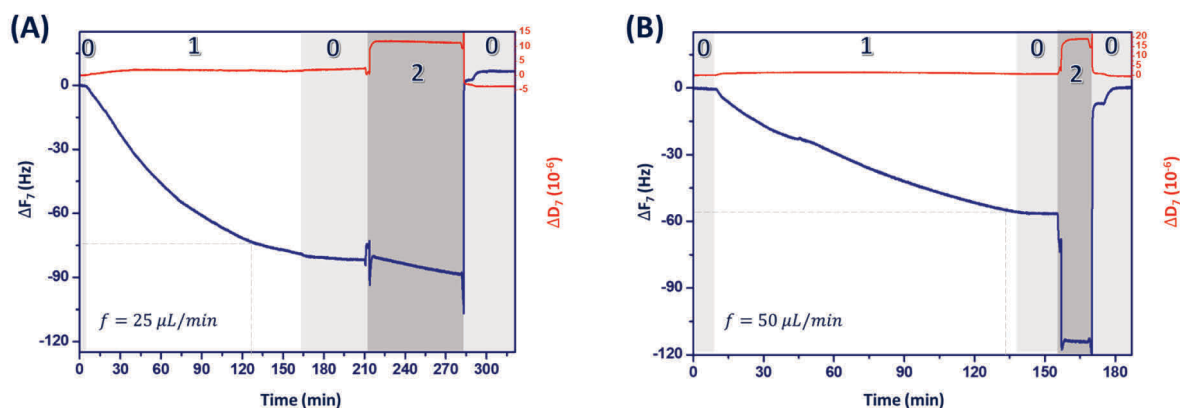 (A)
0 1 0 2 0
15
10
5
0
-5
0
-30
-60
-90
-120
ΔF7 (Hz)
ΔD7 (10-6)
f = 25 μL/min
0 30 60 90 120 150 180 210 240 270 300
Time (min)
(B)
0 1 0 2 0
20
15
10
5
0
0
-30
-60
-90
-120
ΔF7 (Hz)
ΔD7 (10-6)
f = 50 μL/min
0 30 60 90 120 150 180
Time (min)